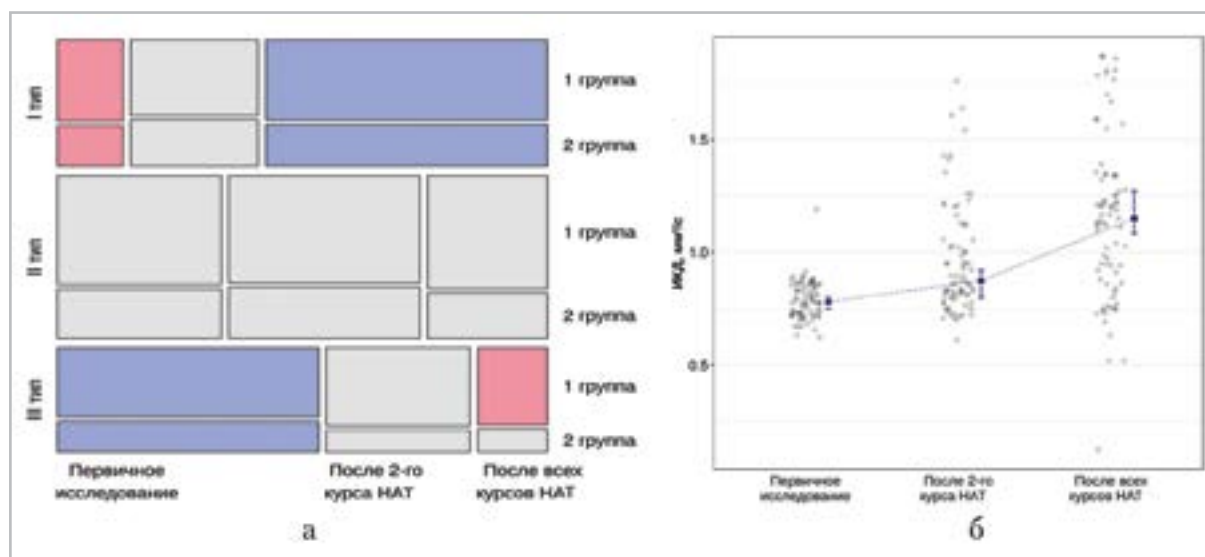 I тип
1 группа
2 группа
II тип
1 группа
2 группа
III тип
1 группа
2 группа
Первичное
исследование
После 2-го
курса НАТ
После всех
курсов НАТ
а
ИКД, мм²/с
1.5
1.0
0.5
Первичное
исследование
После 2-го
курса НАТ
После всех
курсов НАТ
б